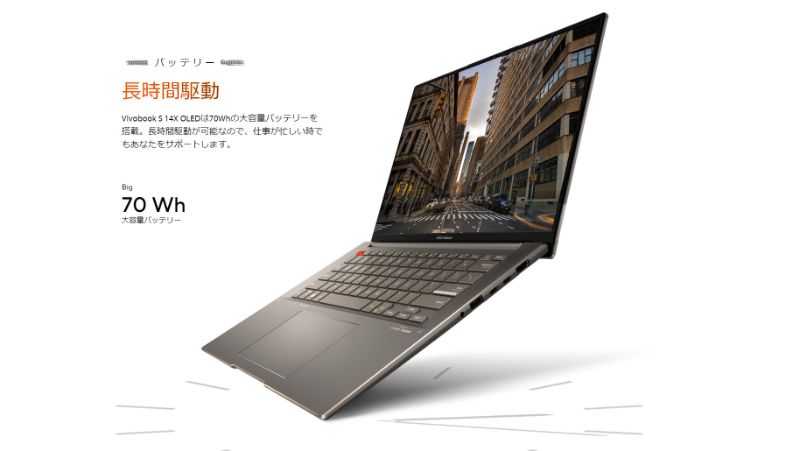 バッテリー
長時間駆動
Vivobook S 14X OLEDは70Whの大容量バッテリーを
搭載。長時間駆動が可能なので、仕事が忙しい時で
もあなたをサポートします。
Big
70 Wh
大容量バッテリー